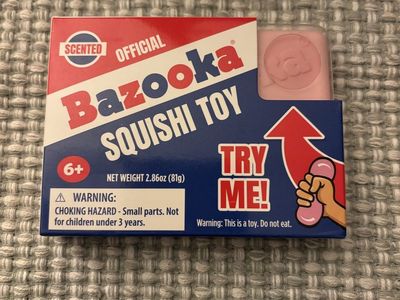 SCENTED
OFFICIAL
Bazooka®
SQUISHI TOY
6+
NET WEIGHT 2.86oz (81g)
TRY
ME!
⚠ WARNING:
CHOKING HAZARD - Small parts. Not
for children under 3 years.
Warning: This is a toy. Do not eat.